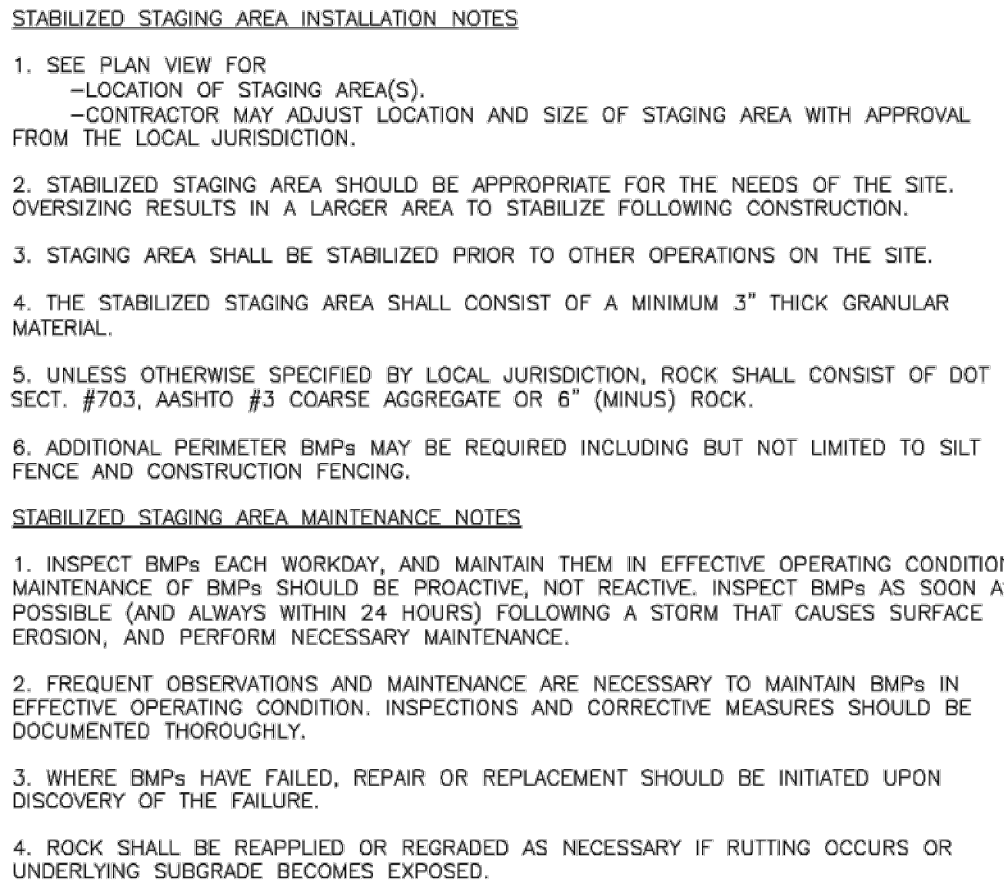 STABILIZED STAGING AREA INSTALLATION NOTES
1. SEE PLAN VIEW FOR
-LOCATION OF STAGING AREA(S).
-CONTRACTOR MAY ADJUST LOCATION AND SIZE OF STAGING AREA WITH APPROVAL
FROM THE LOCAL JURISDICTION.
2. STABILIZED STAGING AREA SHOULD BE APPROPRIATE FOR THE NEEDS OF THE SITE.
OVERSIZING RESULTS IN A LARGER AREA TO STABILIZE FOLLOWING CONSTRUCTION.
3. STAGING AREA SHALL BE STABILIZED PRIOR TO OTHER OPERATIONS ON THE SITE.
4. THE STABILIZED STAGING AREA SHALL CONSIST OF A MINIMUM 3" THICK GRANULAR
MATERIAL.
5. UNLESS OTHERWISE SPECIFIED BY LOCAL JURISDICTION, ROCK SHALL CONSIST OF DOT
SECT. #703, AASHTO #3 COARSE AGGREGATE OR 6" (MINUS) ROCK.
6. ADDITIONAL PERIMETER BMPs MAY BE REQUIRED INCLUDING BUT NOT LIMITED TO SILT
FENCE AND CONSTRUCTION FENCING.
STABILIZED STAGING AREA MAINTENANCE NOTES
1. INSPECT BMPs EACH WORKDAY, AND MAINTAIN THEM IN EFFECTIVE OPERATING CONDITIO
MAINTENANCE OF BMPs SHOULD BE PROACTIVE, NOT REACTIVE. INSPECT BMPs AS SOON A
POSSIBLE (AND ALWAYS WITHIN 24 HOURS) FOLLOWING A STORM THAT CAUSES SURFACE
EROSION, AND PERFORM NECESSARY MAINTENANCE.
2. FREQUENT OBSERVATIONS AND MAINTENANCE ARE NECESSARY TO MAINTAIN BMPs IN
EFFECTIVE OPERATING CONDITION. INSPECTIONS AND CORRECTIVE MEASURES SHOULD BE
DOCUMENTED THOROUGHLY.
3. WHERE BMPs HAVE FAILED, REPAIR OR REPLACEMENT SHOULD BE INITIATED UPON
DISCOVERY OF THE FAILURE.
4. ROCK SHALL BE REAPPLIED OR REGRADED AS NECESSARY IF RUTTING OCCURS OR
UNDERLYING SUBGRADE BECOMES EXPOSED.